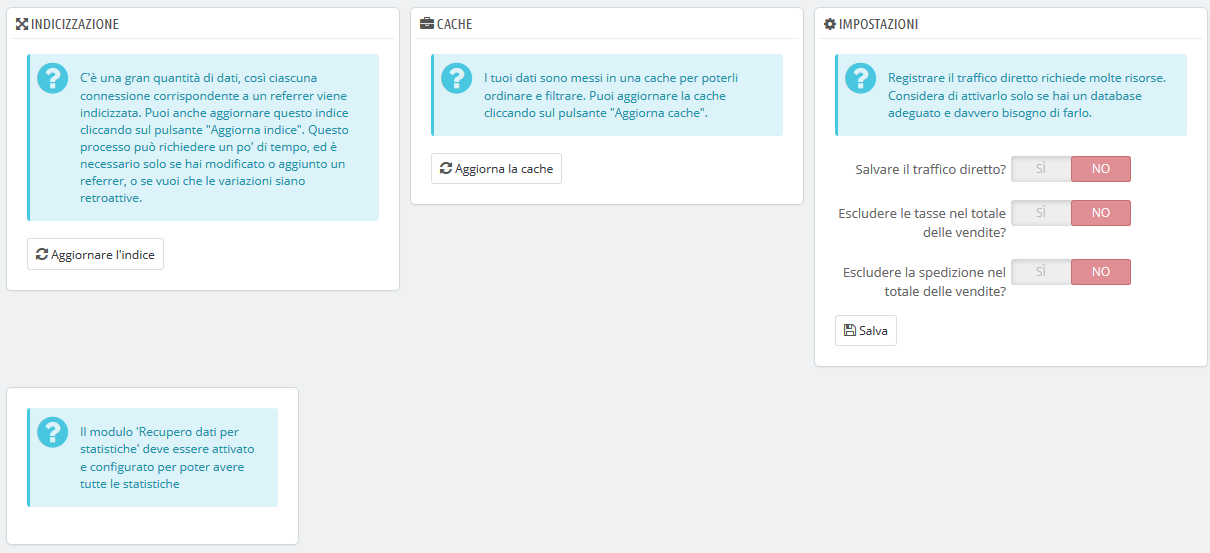 INDICIZZAZIONE
C'è una gran quantità di dati, così ciascuna
connessione corrispondente a un referrer viene
indicizzata. Puoi anche aggiornare questo indice
cliccando sul pulsante "Aggiorna indice". Questo
processo può richiedere un po' di tempo, ed è
necessario solo se hai modificato o aggiunto un
referrer, o se vuoi che le variazioni siano
retroattive.
Aggiornare l'indice
CACHE
I tuoi dati sono messi in una cache per poterli
ordinare e filtrare. Puoi aggiornare la cache
cliccando sul pulsante "Aggiorna cache".
Aggiorna la cache
IMPOSTAZIONI
Registrare il traffico diretto richiede molte risorse.
Considera di attivarlo solo se hai un database
adeguato e davvero bisogno di farlo.
Salvare il traffico diretto? SÌ NO
Escludere le tasse nel totale
delle vendite? SÌ NO
Escludere la spedizione nel
totale delle vendite? SÌ NO
Salva
Il modulo 'Recupero dati per
statistiche' deve essere attivato
e configurato per poter avere
tutte le statistiche